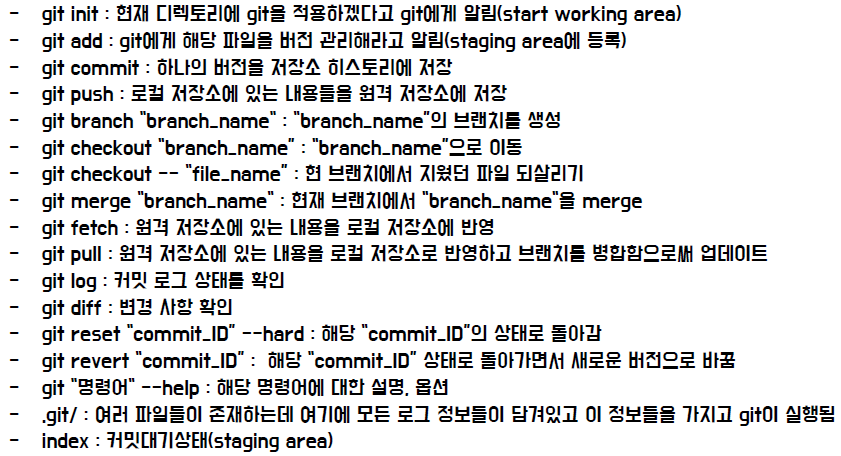 - git init : 현재 디렉토리에 git을 적용하겠다고 git에게 알림(start working area)
- git add : git에게 해당 파일을 버전 관리해라고 알림(staging area에 등록)
- git commit : 하나의 버전을 저장소 히스토리에 저장
- git push : 로컬 저장소에 있는 내용들을 원격 저장소에 저장
- git branch “branch_name“ : “branch_name”의 브랜치를 생성
- git checkout “branch_name” : “branch_name”으로 이동
- git checkout -- “file_name” : 현 브랜치에서 지웠던 파일 되살리기
- git merge “branch_name“ : 현재 브랜치에서 “branch_name“을 merge
- git fetch : 원격 저장소에 있는 내용을 로컬 저장소에 반영
- git pull : 원격 저장소에 있는 내용을 로컬 저장소로 반영하고 브랜치를 병합함으로써 업데이트
- git log : 커밋 로그 상태를 확인
- git diff : 변경 사항 확인
- git reset “commit_ID” --hard : 해당 “commit_ID”의 상태로 돌아감
- git revert “commit_ID” :  해당 “commit_ID” 상태로 돌아가면서 새로운 버전으로 바꿈
- git “명령어“ --help : 해당 명령어에 대한 설명, 옵션
- .git/ : 여러 파일들이 존재하는데 여기에 모든 로그 정보들이 담겨있고 이 정보들을 가지고 git이 실행됨
- index : 커밋대기상태(staging area)